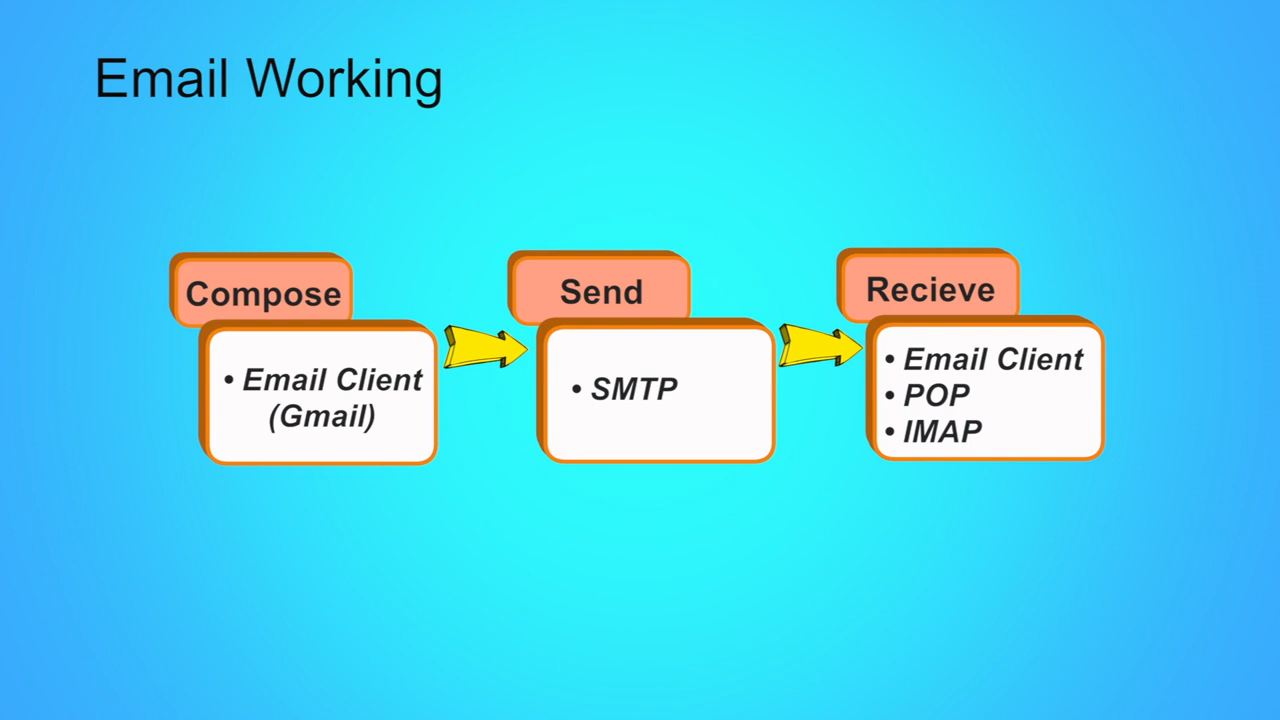 Email Working
Compose
• Email Client
(Gmail)
Send
• SMTP
Recieve
• Email Client
• POP
• IMAP